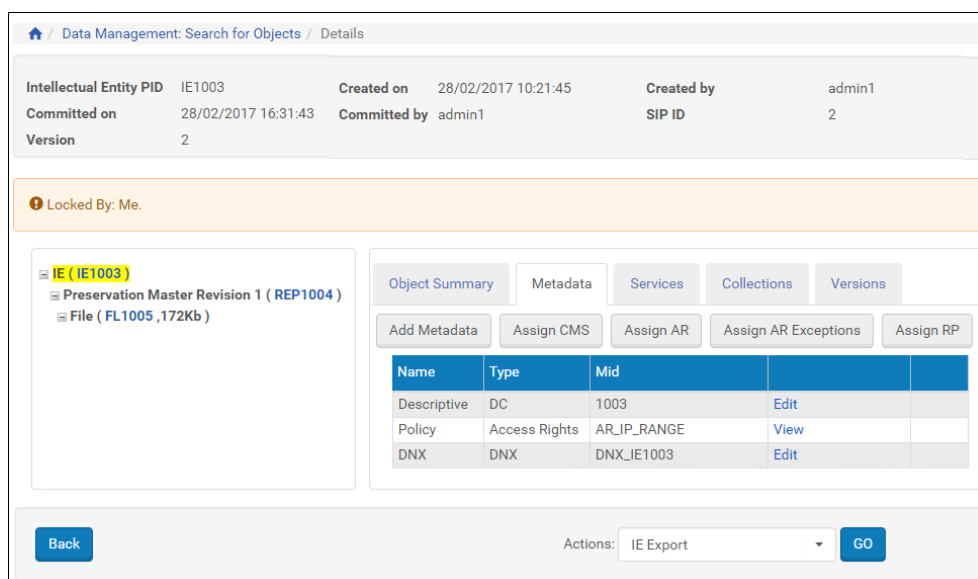 / Data Management: Search for Objects / Details
Intellectual Entity PID IE1003 Created on 28/02/2017 10:21:45 Created by admin1
Committed on 28/02/2017 16:31:43 Committed by admin1 SIP ID 2
Version 2
Locked By: Me.
IE ( IE1003 )
Preservation Master Revision 1 ( REP1004 )
File ( FL1005 ,172Kb )
Object Summary Metadata Services Collections Versions
Add Metadata Assign CMS Assign AR Assign AR Exceptions Assign RP
Name Type Mid
Descriptive DC 1003 Edit
Policy Access Rights AR_IP_RANGE View
DNX DNX DNX_IE1003 Edit
Back Actions: IE Export GO